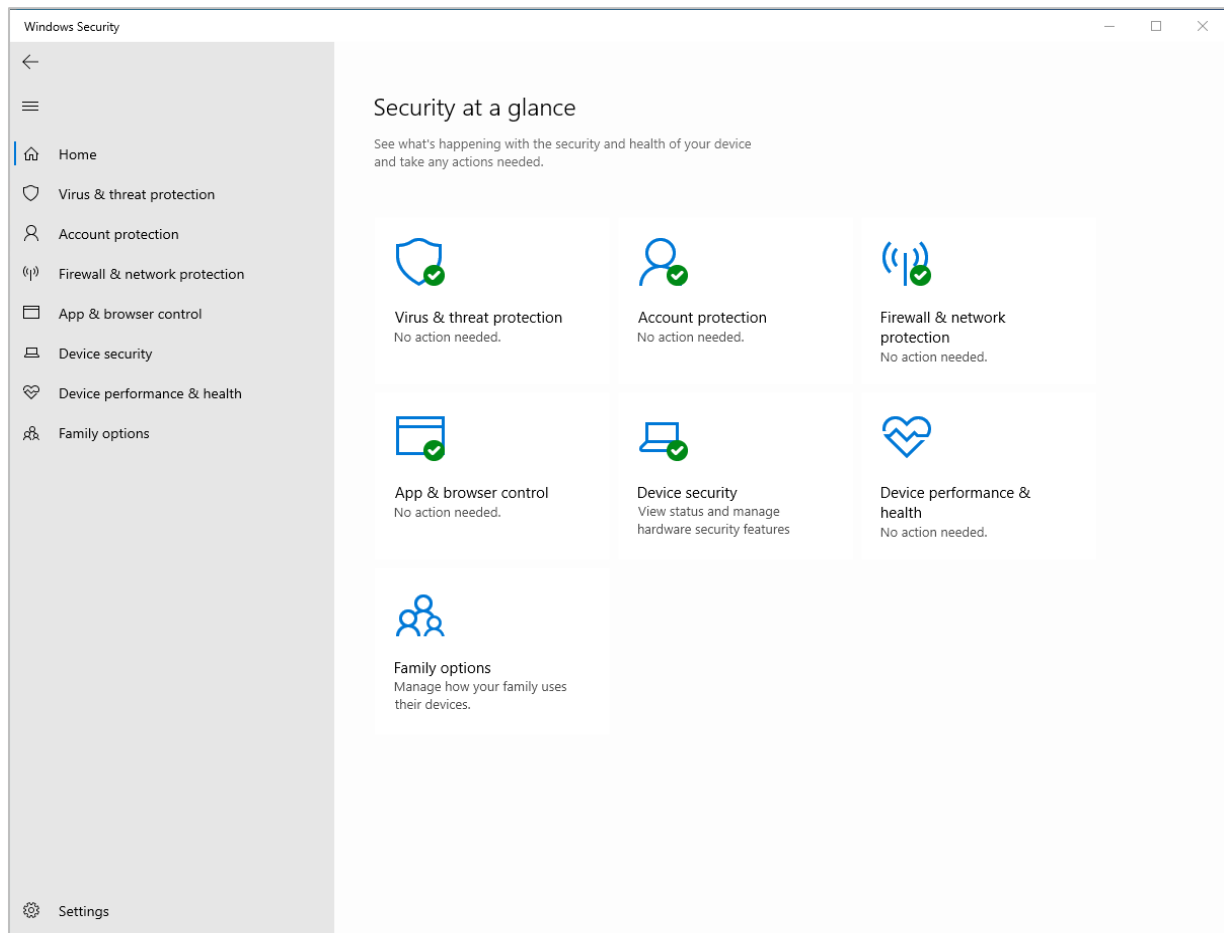 Windows Security
Home
Virus & threat protection
Account protection
Firewall & network protection
App & browser control
Device security
Device performance & health
Family options
Settings
Security at a glance
See what's happening with the security and health of your device
and take any actions needed.
Virus & threat protection
No action needed.
Account protection
No action needed.
Firewall & network
protection
No action needed.
App & browser control
No action needed.
Device security
View status and manage
hardware security features
Device performance &
health
No action needed.
Family options
Manage how your family uses
their devices.